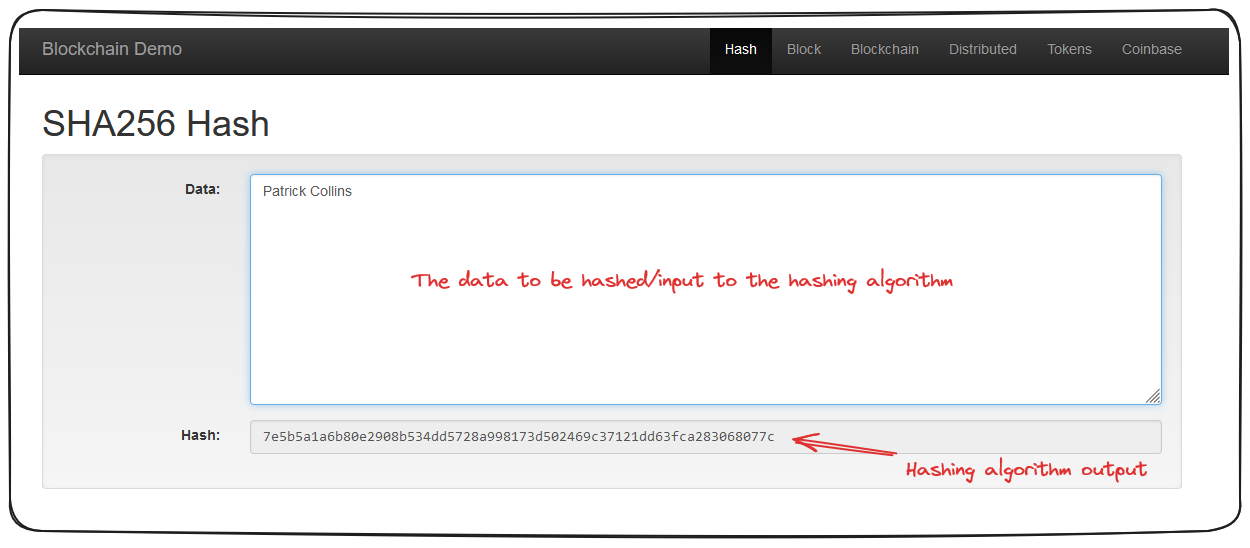 Blockchain Demo Hash Block Blockchain Distributed Tokens Coinbase
SHA256 Hash
Data: Patrick Collins
The data to be hashed/input to the hashing algorithm
Hash: 7e5b5a1a6b80e2908b534dd5728a998173d502469c37121dd63fca283068077c
Hashing algorithm output